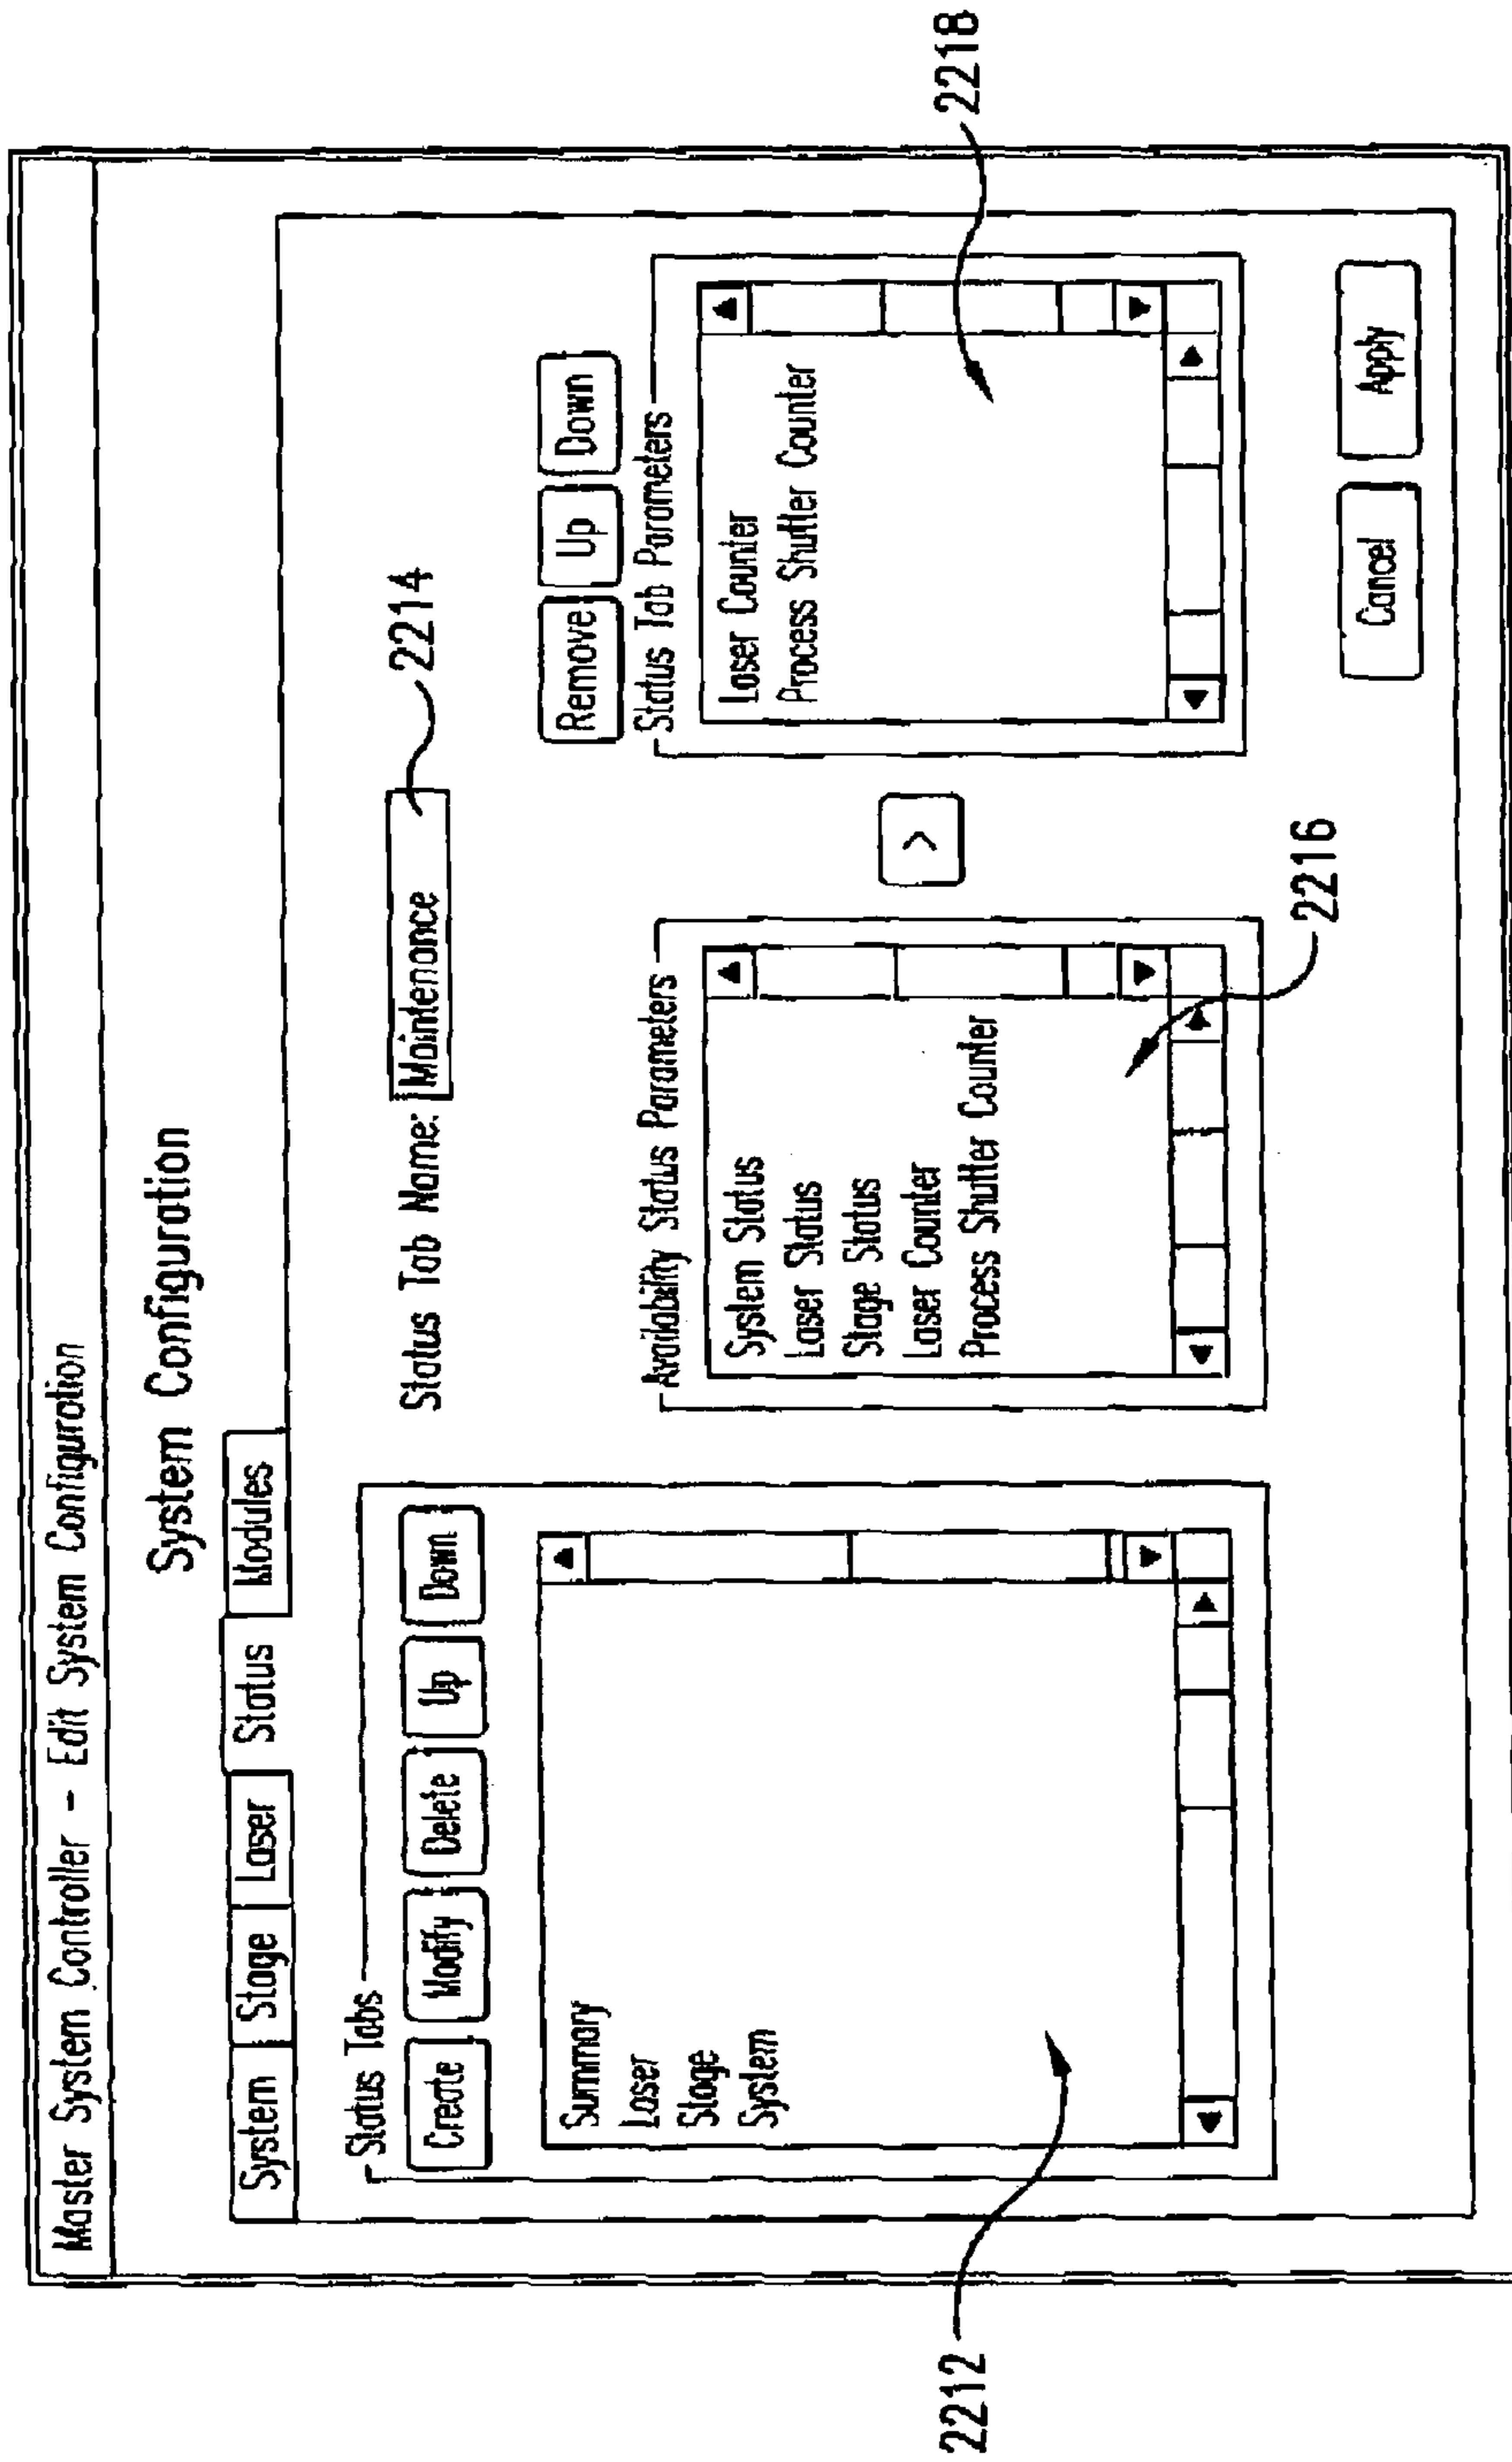 Master System Controller - Edit System Configuration
System Configuration
System Stage Laser Status Modules
Status Tabs
Create Modify Delete Up Down
Summary
Laser
Stage
System
Status Tab Name: Maintenance
2214
Availability Status Parameters
System Status
Laser Status
Stage Status
Laser Counter
Process Shutter Counter
>
Remove Up Down
Status Tab Parameters
Laser Counter
Process Shutter Counter
2218
2212
2216
Cancel Apply